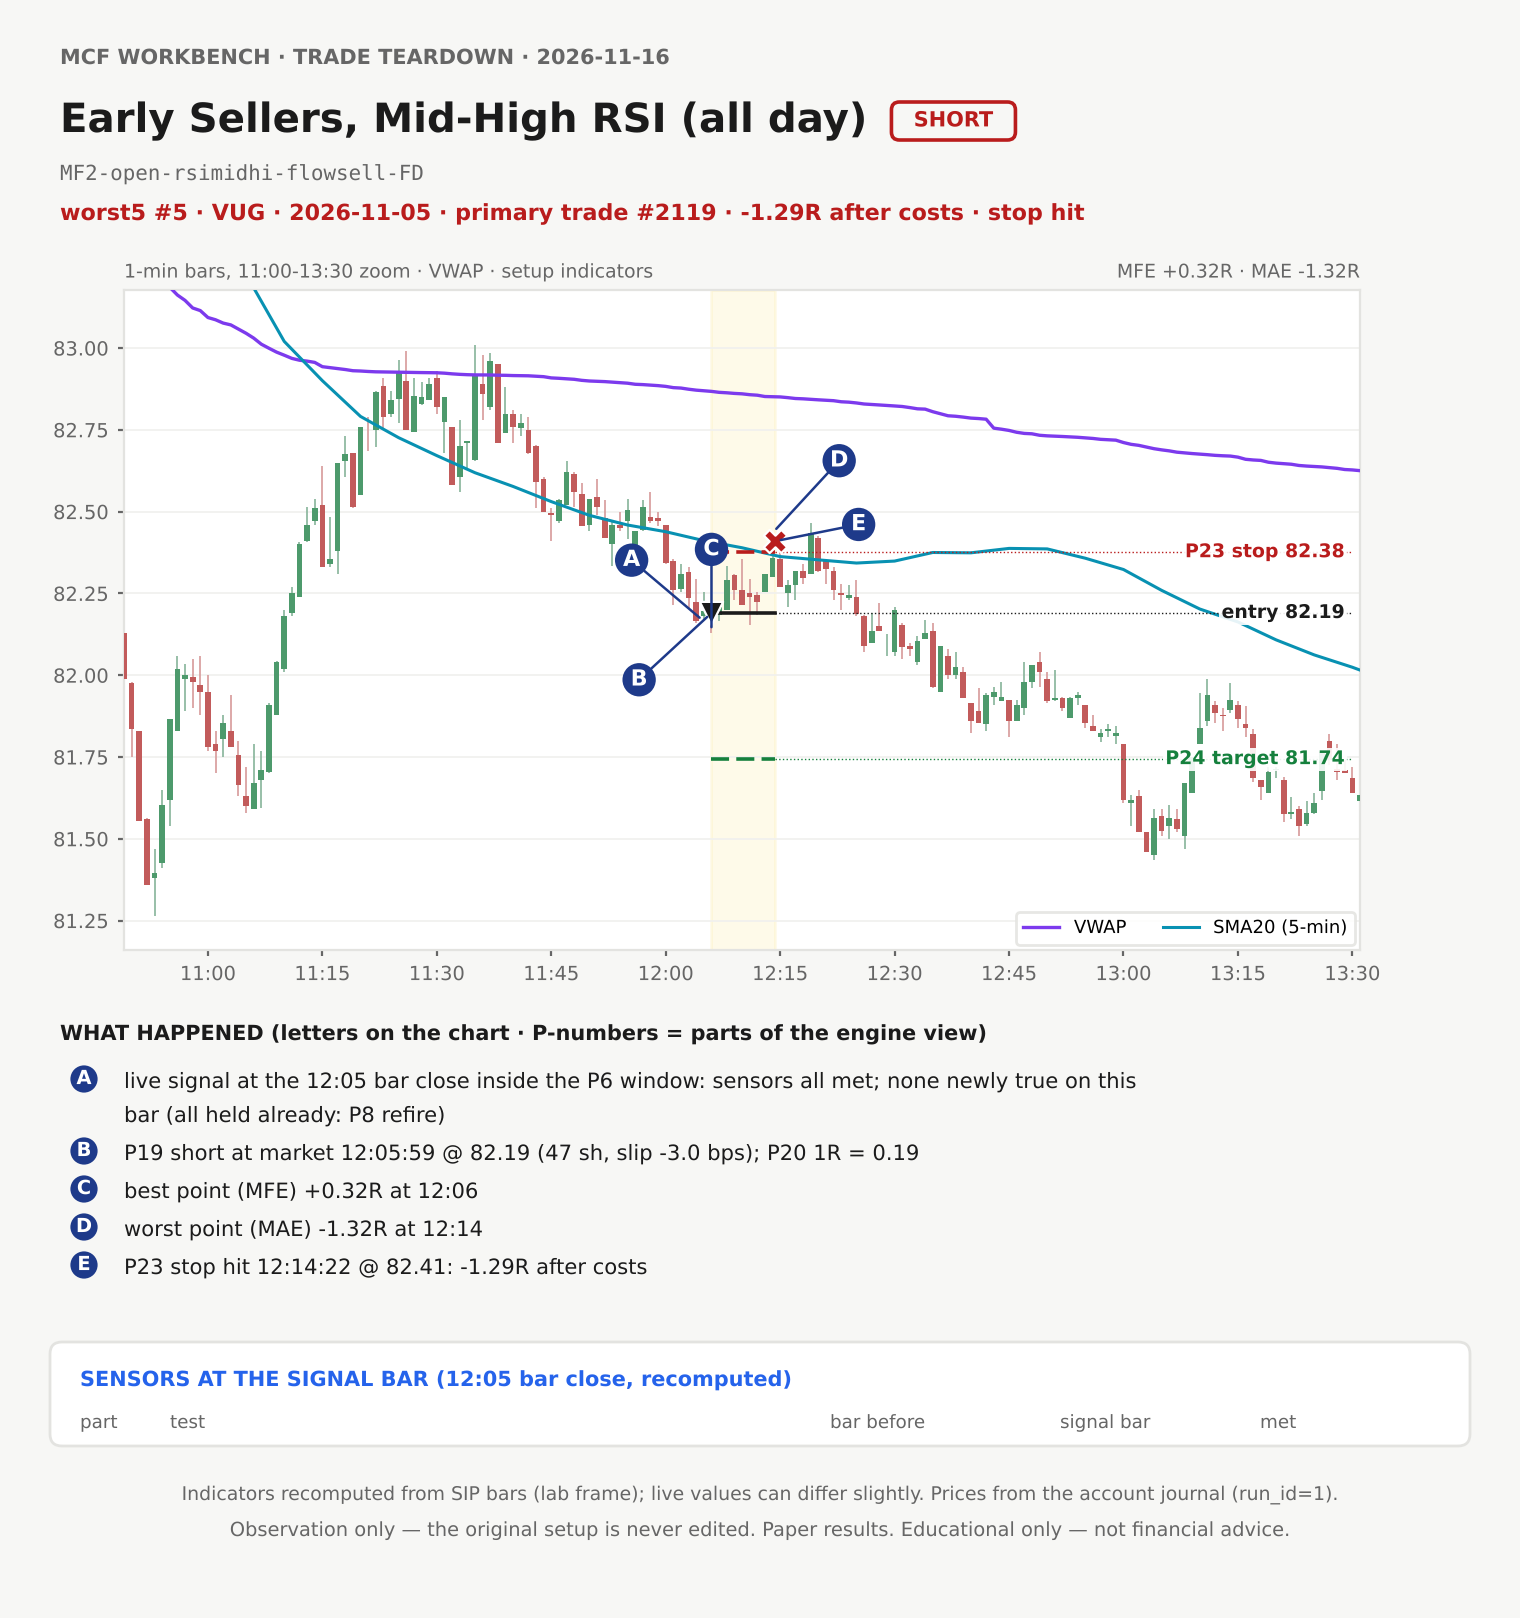 MCF WORKBENCH · TRADE TEARDOWN · 2026-11-16
Early Sellers, Mid-High RSI (all day) SHORT
MF2-open-rsimidhi-flowsell-FD
worst5 #5 · VUG · 2026-11-05 · primary trade #2119 · -1.29R after costs · stop hit
1-min bars, 11:00-13:30 zoom · VWAP · setup indicators
MFE +0.32R · MAE -1.32R
83.00
82.75
82.50
82.25
82.00
81.75
81.50
81.25
D
E
C
A
B
P23 stop 82.38
entry 82.19
P24 target 81.74
VWAP
SMA20 (5-min)
11:00 11:15 11:30 11:45 12:00 12:15 12:30 12:45 13:00 13:15 13:30
WHAT HAPPENED (letters on the chart · P-numbers = parts of the engine view)
A live signal at the 12:05 bar close inside the P6 window: sensors all met; none newly true on this
bar (all held already: P8 refire)
B P19 short at market 12:05:59 @ 82.19 (47 sh, slip -3.0 bps); P20 1R = 0.19
C best point (MFE) +0.32R at 12:06
D worst point (MAE) -1.32R at 12:14
E P23 stop hit 12:14:22 @ 82.41: -1.29R after costs
SENSORS AT THE SIGNAL BAR (12:05 bar close, recomputed)
part test bar before signal bar met
Indicators recomputed from SIP bars (lab frame); live values can differ slightly. Prices from the account journal (run_id=1).
Observation only — the original setup is never edited. Paper results. Educational only — not financial advice.